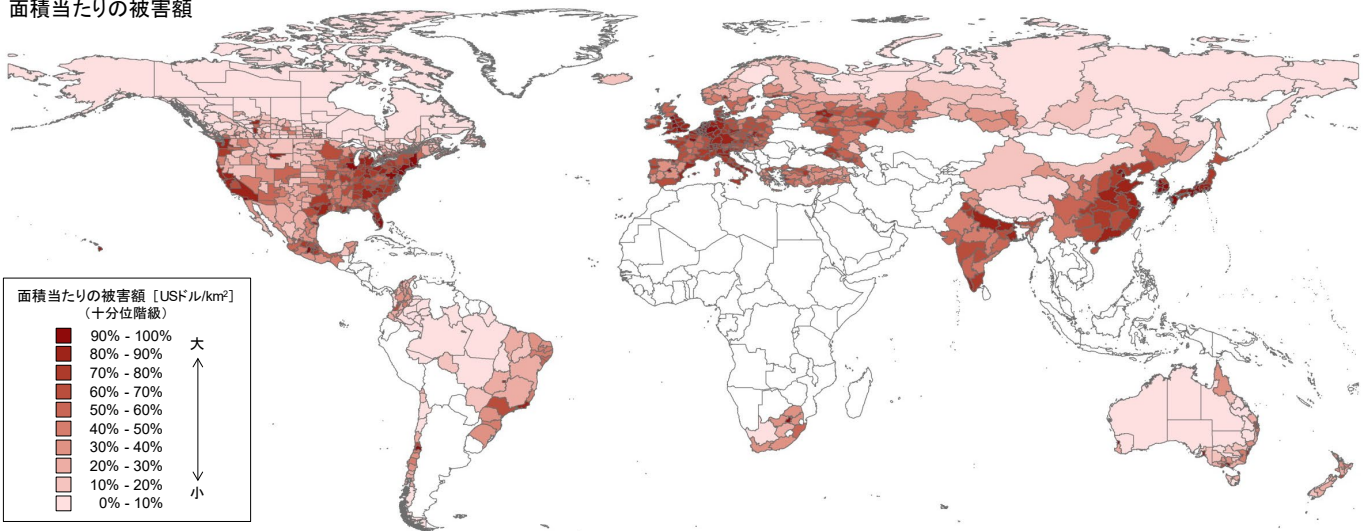 面積当たりの被害額
面積当たりの被害額 [USドル/km²]
(十分位階級)
90% - 100%
大
80% - 90%
70% - 80%
60% - 70%
50% - 60%
40% - 50%
30% - 40%
20% - 30%
10% - 20%
小
0% - 10%